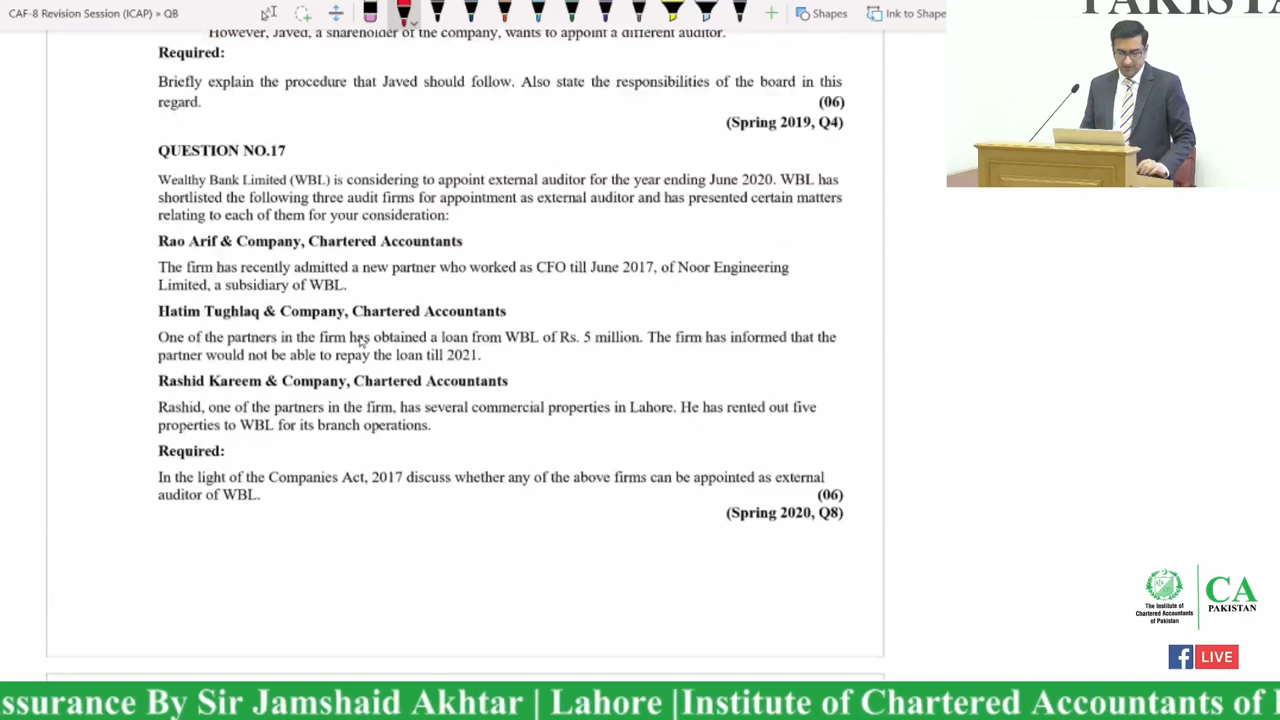 CAF-8 Revision Session (ICAP) » QB
Shapes
Ink to Shape
PAKISTA
However, Javed, a shareholder of the company, wants to appoint a different auditor.
Required:
Briefly explain the procedure that Javed should follow. Also state the responsibilities of the board in this
regard. (06)
(Spring 2019, Q4)
QUESTION NO.17
Wealthy Bank Limited (WBL) is considering to appoint external auditor for the year ending June 2020. WBL has
shortlisted the following three audit firms for appointment as external auditor and has presented certain matters
relating to each of them for your consideration:
Rao Arif & Company, Chartered Accountants
The firm has recently admitted a new partner who worked as CFO till June 2017, of Noor Engineering
Limited, a subsidiary of WBL.
Hatim Tughlaq & Company, Chartered Accountants
One of the partners in the firm has obtained a loan from WBL of Rs. 5 million. The firm has informed that the
partner would not be able to repay the loan till 2021.
Rashid Kareem & Company, Chartered Accountants
Rashid, one of the partners in the firm, has several commercial properties in Lahore. He has rented out five
properties to WBL for its branch operations.
Required:
In the light of the Companies Act, 2017 discuss whether any of the above firms can be appointed as external
auditor of WBL. (06)
(Spring 2020, Q8)
The Institute of
Chartered Accountants
of Pakistan
CA
PAKISTAN
f LIVE
ssurance By Sir Jamshaid Akhtar | Lahore |Institute of Chartered Accountants of